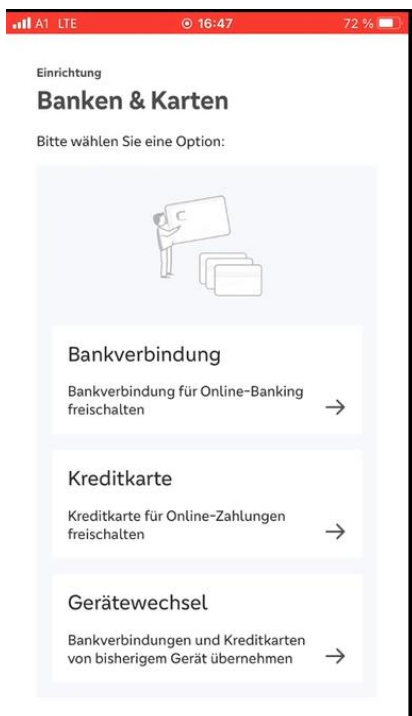 A1 LTE 16:47 72 %
Einrichtung
Banken & Karten
Bitte wählen Sie eine Option:
Bankverbindung
Bankverbindung für Online-Banking
freischalten
Kreditkarte
Kreditkarte für Online-Zahlungen
freischalten
Gerätewechsel
Bankverbindungen und Kreditkarten
von bisherigem Gerät übernehmen